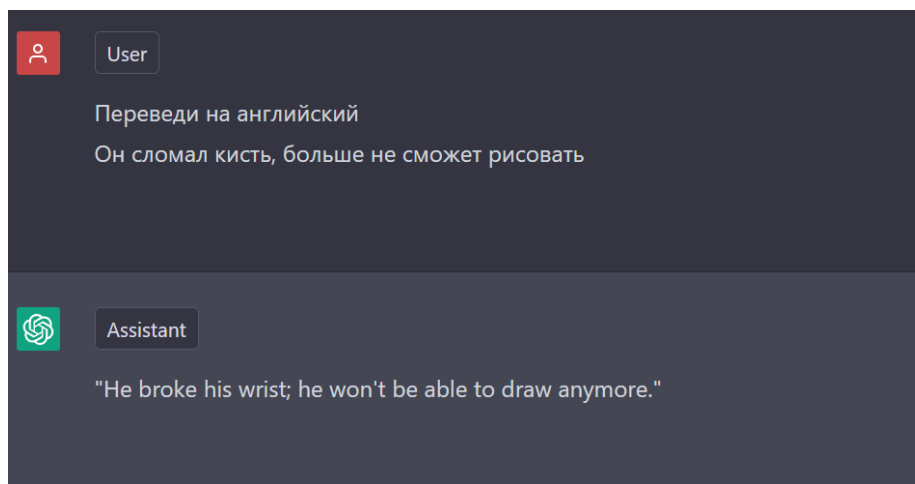 User
Переведи на английский
Он сломал кисть, больше не сможет рисовать
Assistant
"He broke his wrist; he won't be able to draw anymore."